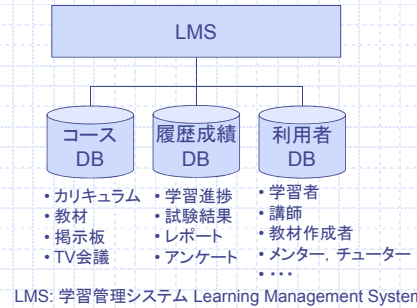 LMS
コース
DB
履歴成績
DB
利用者
DB
• カリキュラム
• 教材
• 掲示板
• TV会議
• 学習進捗
• 試験結果
• レポート
• アンケート
• 学習者
• 講師
• 教材作成者
• メンター，チューター
• ・・・
LMS: 学習管理システム Learning Management System